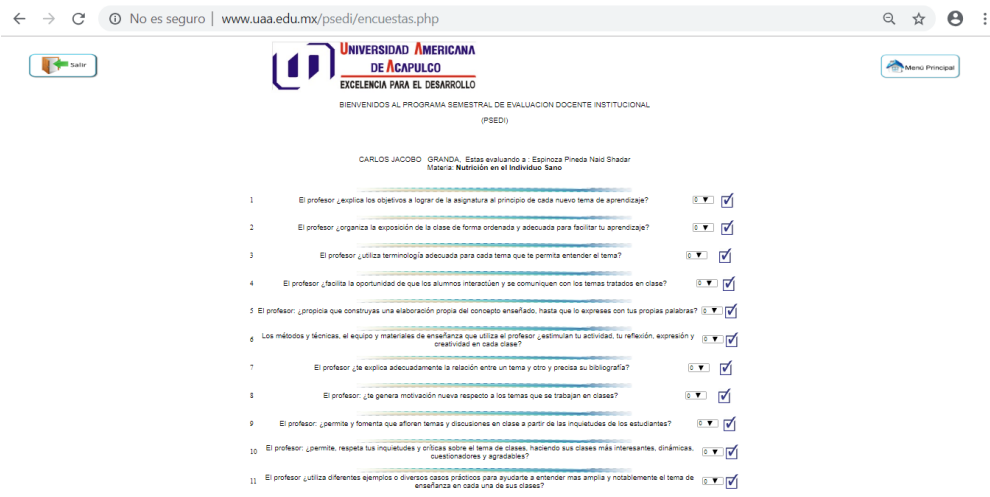 No es seguro | www.uaa.edu.mx/psedi/encuestas.php
Salir
UNIVERSIDAD AMERICANA
DE ACAPULCO
EXCELENCIA PARA EL DESARROLLO
Menú Principal
BIENVENIDOS AL PROGRAMA SEMESTRAL DE EVALUACION DOCENTE INSTITUCIONAL
(PSEDI)
CARLOS JACOBO GRANDA, Estas evaluando a : Espinoza Pineda Naid Shadar
Materia: Nutrición en el Individuo Sano
1 El profesor ¿explica los objetivos a lograr de la asignatura al principio de cada nuevo tema de aprendizaje? 0
2 El profesor ¿organiza la exposición de la clase de forma ordenada y adecuada para facilitar tu aprendizaje? 0
3 El profesor ¿utiliza terminología adecuada para cada tema que te permita entender el tema? 0
4 El profesor ¿facilita la oportunidad de que los alumnos interactúen y se comuniquen con los temas tratados en clase? 0
5 El profesor: ¿propicia que construyas una elaboración propia del concepto enseñado, hasta que lo expreses con tus propias palabras? 0
6 Los métodos y técnicas, el equipo y materiales de enseñanza que utiliza el profesor ¿estimulan tu actividad, tu reflexión, expresión y
creatividad en cada clase? 0
7 El profesor ¿te explica adecuadamente la relación entre un tema y otro y precisa su bibliografía? 0
8 El profesor: ¿te genera motivación nueva respecto a los temas que se trabajan en clases? 0
9 El profesor: ¿permite y fomenta que afloren temas y discusiones en clase a partir de las inquietudes de los estudiantes? 0
10 El profesor: ¿permite, respeta tus inquietudes y críticas sobre el tema de clases, haciendo sus clases más interesantes, dinámicas,
cuestionadores y agradables? 0
11 El profesor ¿utiliza diferentes ejemplos o diversos casos prácticos para ayudarte a entender mas amplia y notablemente el tema de
enseñanza en cada una de sus clases? 0